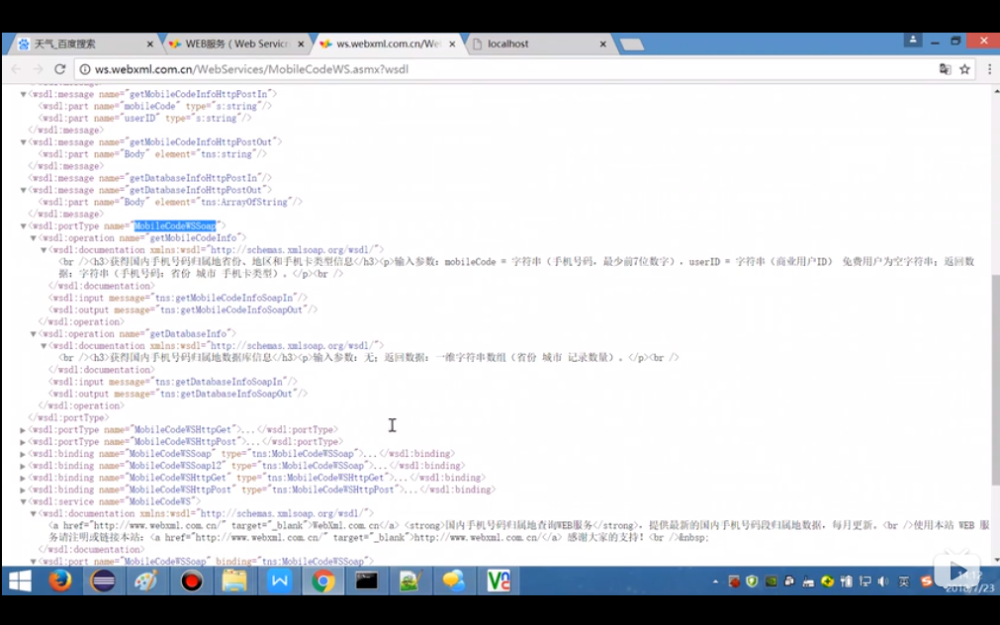 天气_百度搜索
WEB服务 ( Web Servic
ws.webxml.com.cn/We
localhost
ws.webxml.com.cn/WebServices/MobileCodeWS.asmx?wsdl
▼<wsdl:message name="getMobileCodeInfoHttpPostIn">
<wsdl:part name="mobileCode" type="s:string"/>
<wsdl:part name="userID" type="s:string"/>
</wsdl:message>
▼<wsdl:message name="getMobileCodeInfoHttpPostOut">
<wsdl:part name="Body" element="tns:string"/>
</wsdl:message>
<wsdl:message name="getDatabaseInfoHttpPostIn"/>
▼<wsdl:message name="getDatabaseInfoHttpPostOut">
<wsdl:part name="Body" element="tns:ArrayOfString"/>
</wsdl:message>
▼<wsdl:portType name="MobileCodeWSSoap">
▼<wsdl:operation name="getMobileCodeInfo">
▼<wsdl:documentation xmlns:wsdl="http://schemas.xmlsoap.org/wsdl/">
<br /><h3>获得国内手机号码归属地省份、地区和手机卡类型信息</h3><p>输入参数: mobileCode = 字符串(手机号码, 最少前7位数字), userID = 字符串(商业用户ID) 免费用户为空字符串; 返回数
据: 字符串(手机号码: 省份 城市 手机卡类型)。</p><br />
</wsdl:documentation>
<wsdl:input message="tns:getMobileCodeInfoSoapIn"/>
<wsdl:output message="tns:getMobileCodeInfoSoapOut"/>
</wsdl:operation>
▼<wsdl:operation name="getDatabaseInfo">
▼<wsdl:documentation xmlns:wsdl="http://schemas.xmlsoap.org/wsdl/">
<br /><h3>获得国内手机号码归属地数据库信息</h3><p>输入参数: 无; 返回数据: 一维字符串数组(省份 城市 记录数量)。</p><br />
</wsdl:documentation>
<wsdl:input message="tns:getDatabaseInfoSoapIn"/>
<wsdl:output message="tns:getDatabaseInfoSoapOut"/>
</wsdl:operation>
</wsdl:portType>
▶<wsdl:portType name="MobileCodeWSHttpGet">...</wsdl:portType>
▶<wsdl:portType name="MobileCodeWSHttpPost">...</wsdl:portType>
▶<wsdl:binding name="MobileCodeWSSoap" type="tns:MobileCodeWSSoap">...</wsdl:binding>
▶<wsdl:binding name="MobileCodeWSSoap12" type="tns:MobileCodeWSSoap">...</wsdl:binding>
▶<wsdl:binding name="MobileCodeWSHttpGet" type="tns:MobileCodeWSHttpGet">...</wsdl:binding>
▶<wsdl:binding name="MobileCodeWSHttpPost" type="tns:MobileCodeWSHttpPost">...</wsdl:binding>
▼<wsdl:service name="MobileCodeWS">
▼<wsdl:documentation xmlns:wsdl="http://schemas.xmlsoap.org/wsdl/">
<a href="http://www.webxml.com.cn/" target="_blank">WebXml.com.cn</a> <strong>国内手机号码归属地查询WEB服务</strong>, 提供最新的国内手机号码段归属地数据, 每月更新。<br />使用本站 WEB 服
务请注明或链接本站: <a href="http://www.webxml.com.cn/" target="_blank">http://www.webxml.com.cn/</a> 感谢大家的支持! <br />&nbsp;
</wsdl:documentation>
▼<wsdl:port name="MobileCodeWSSoap" binding="tns:MobileCodeWSSoap">
英
14:12
2018/7/23